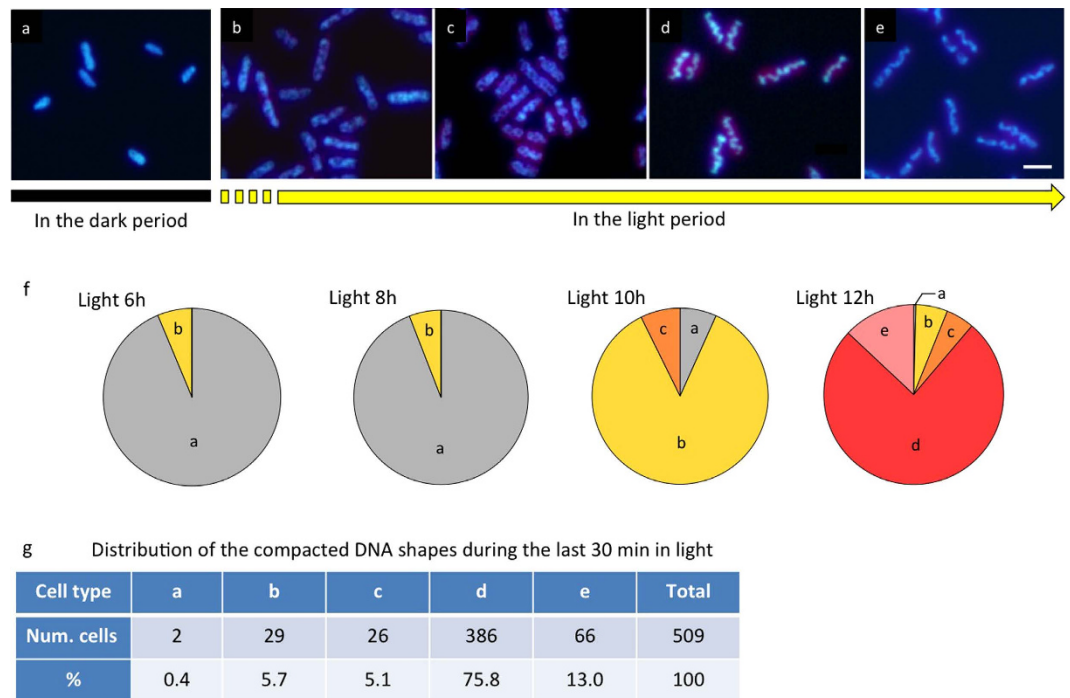 a b c d e
In the dark period
In the light period
f
Light 6h
Light 8h
Light 10h
Light 12h
b a
b a
c a b
a e b c d
g Distribution of the compacted DNA shapes during the last 30 min in light
Cell type a b c d e Total
Num. cells 2 29 26 386 66 509
% 0.4 5.7 5.1 75.8 13.0 100